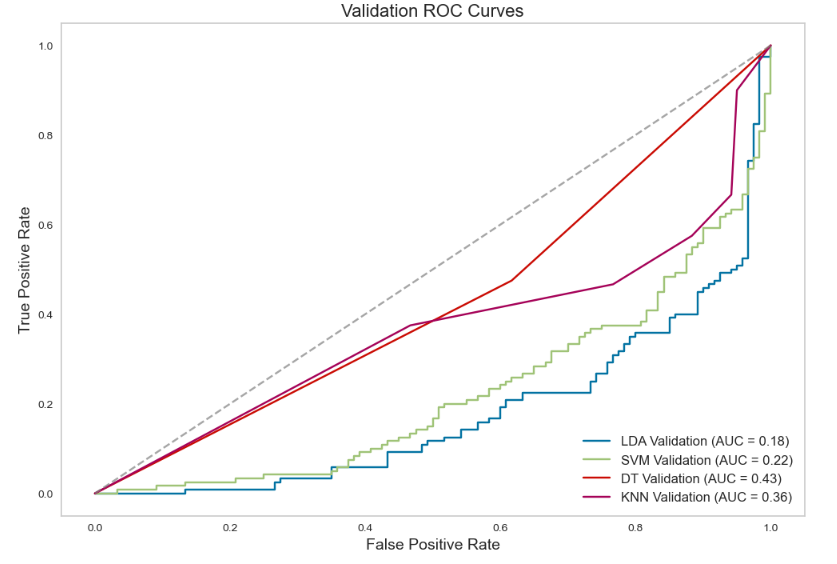 Validation ROC Curves
True Positive Rate
1.0
0.8
0.6
0.4
0.2
0.0
LDA Validation (AUC = 0.18)
SVM Validation (AUC = 0.22)
DT Validation (AUC = 0.43)
KNN Validation (AUC = 0.36)
0.0 0.2 0.4 0.6 0.8 1.0
False Positive Rate